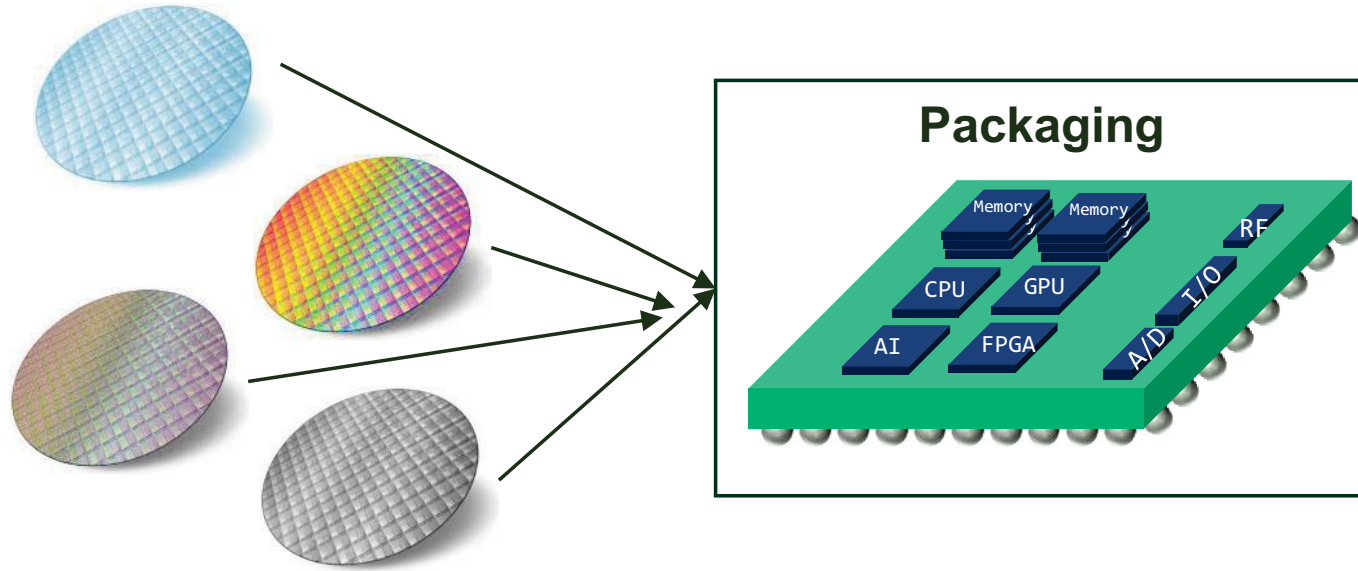 Packaging
Memory
Memory
RF
CPU
GPU
I/O
AI
FPGA
A/D